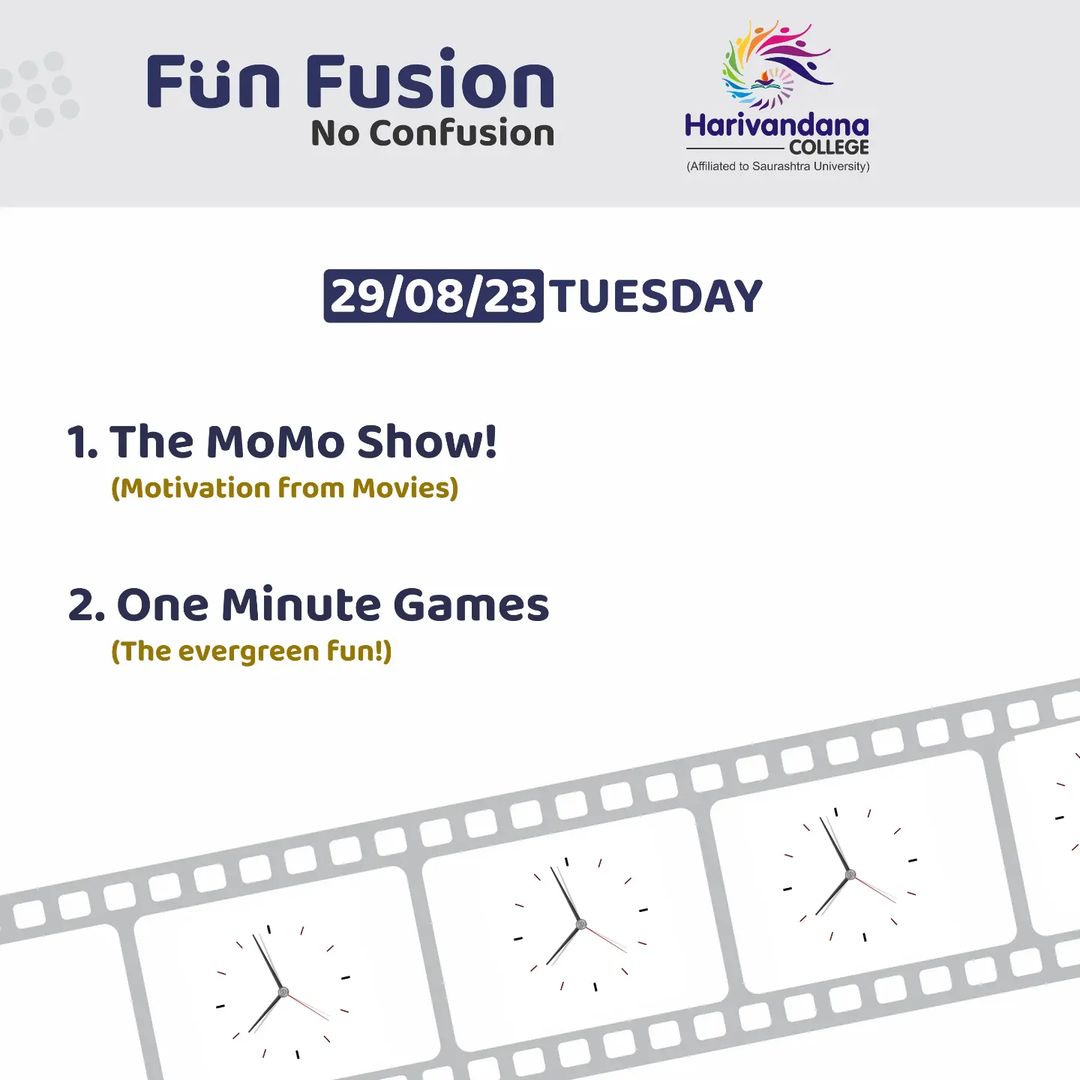 Fün Fusion
No Confusion
Harivandana
COLLEGE
(Affiliated to Saurashtra University)
29/08/23 TUESDAY
1. The MoMo Show!
(Motivation from Movies)
2. One Minute Games
(The evergreen fun!)